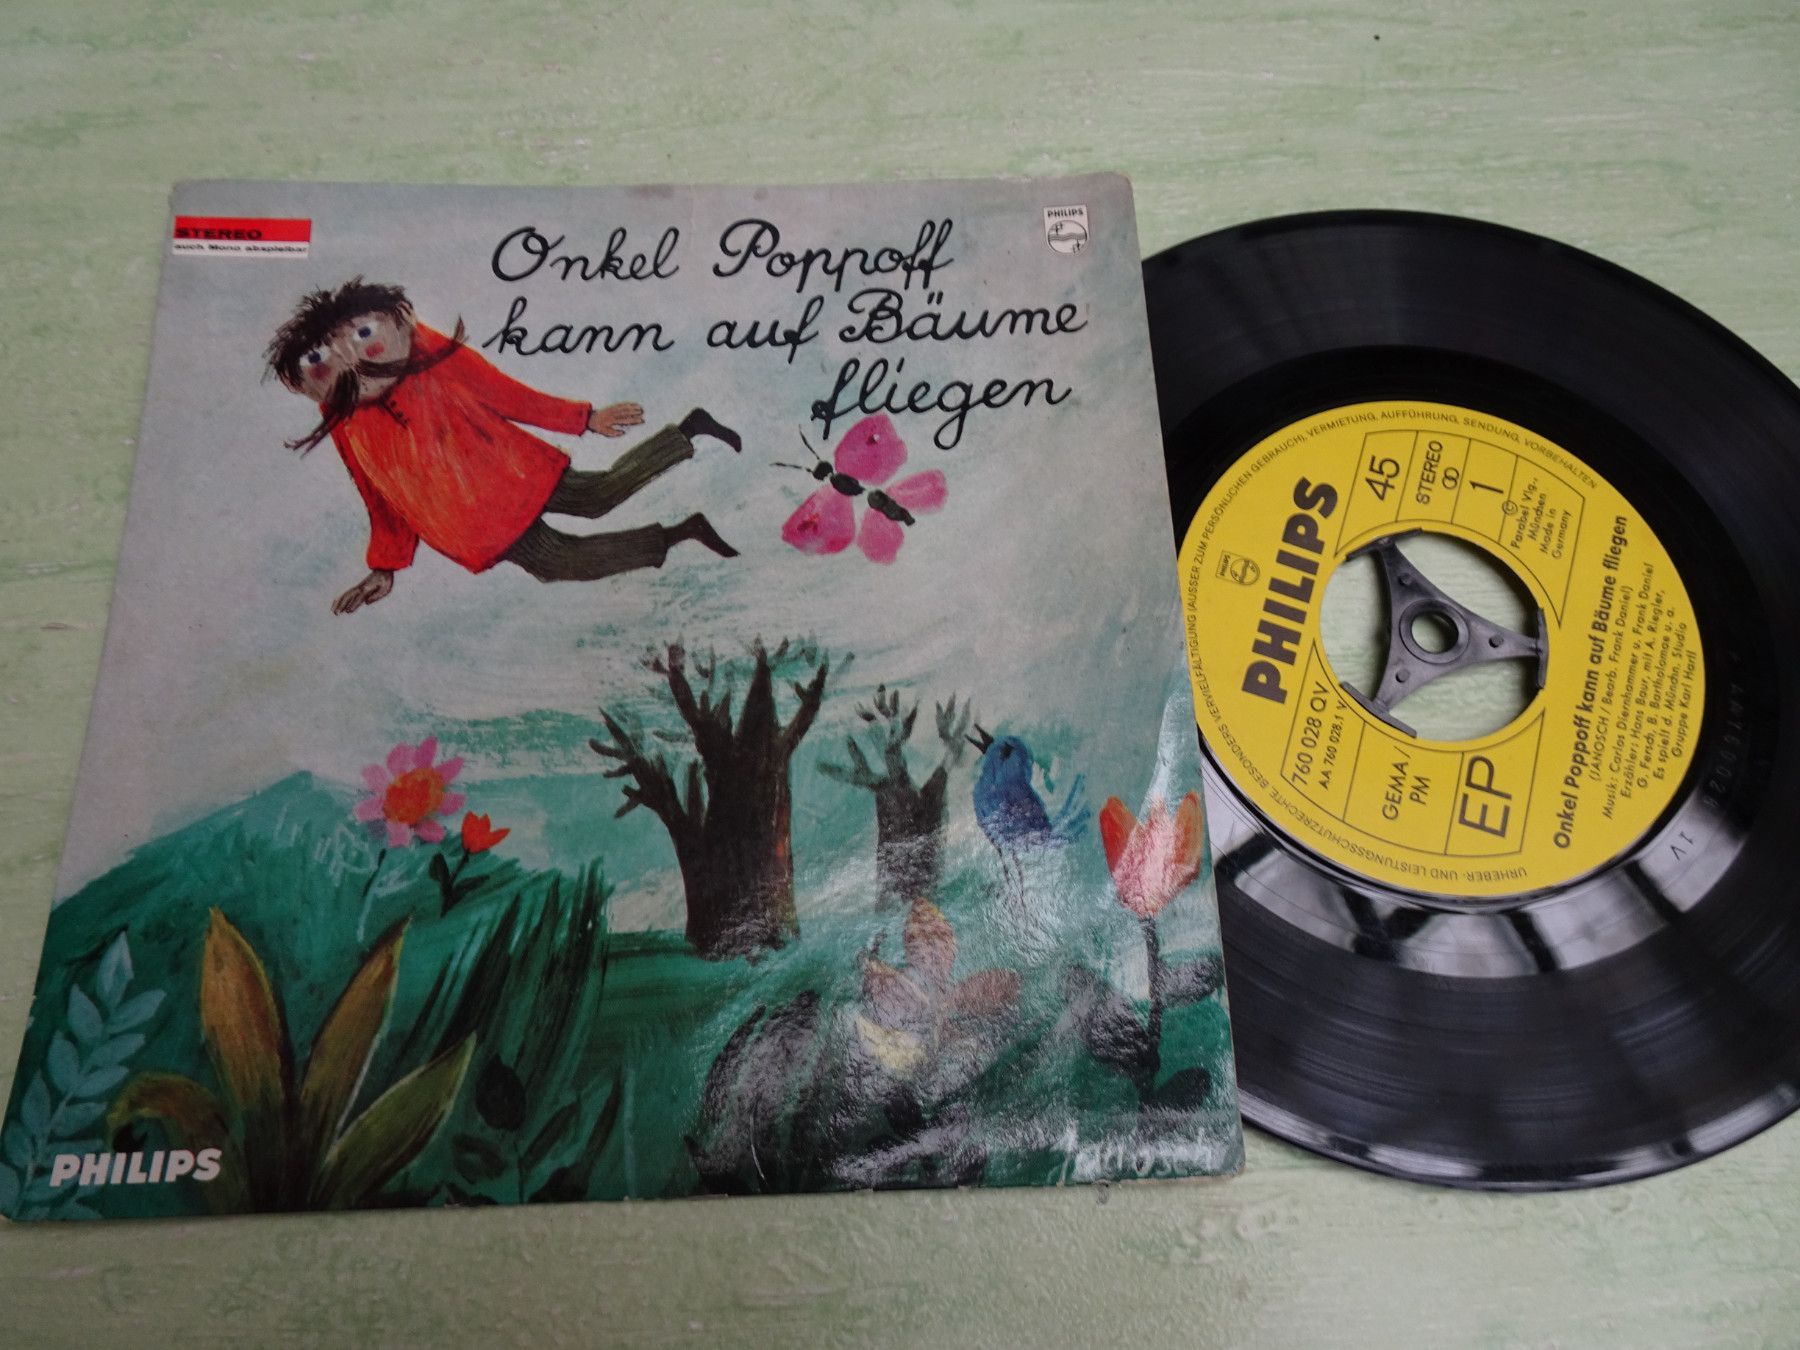 STEREO
auch Mono abspielbar
PHILIPS
Onkel Poppoff
kann auf Bäume
fliegen
PHILIPS
Janosch
URHEBER- UND LEISTUNGSSCHUTZRECHTE BESONDERS VERVIELFÄLTIGUNG (AUSSER ZUM PERSÖNLICHEN GEBRAUCH), VERMIETUNG, AUFFÜHRUNG, SENDUNG, VORBEHALTEN
PHILIPS
PHILIPS
45
STEREO
1
Ⓒ
Parabel Vlg.,
München
Made in
Germany
760 028 QV
AA 760 028.1 V
GEMA/
PM
EP
Onkel Poppoff kann auf Bäume fliegen
(JANOSCH / Bearb. Frank Daniel)
Musik: Carlos Diernhammer u. Frank Daniel
Erzähler: Hans Baur, mit A. Riegler,
G. Fersch, B. Bartholomae u. a.
Es spielt d. Münchn. Studio
Gruppe Karl Hartl
1V